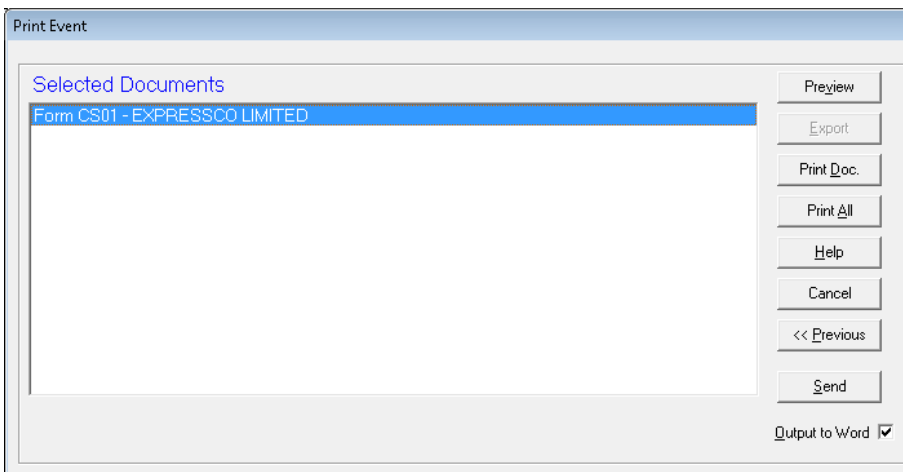 Print Event
Selected Documents
Form CS01 - EXPRESSCO LIMITED
Preview
Export
Print Doc.
Print All
Help
Cancel
<< Previous
Send
Output to Word